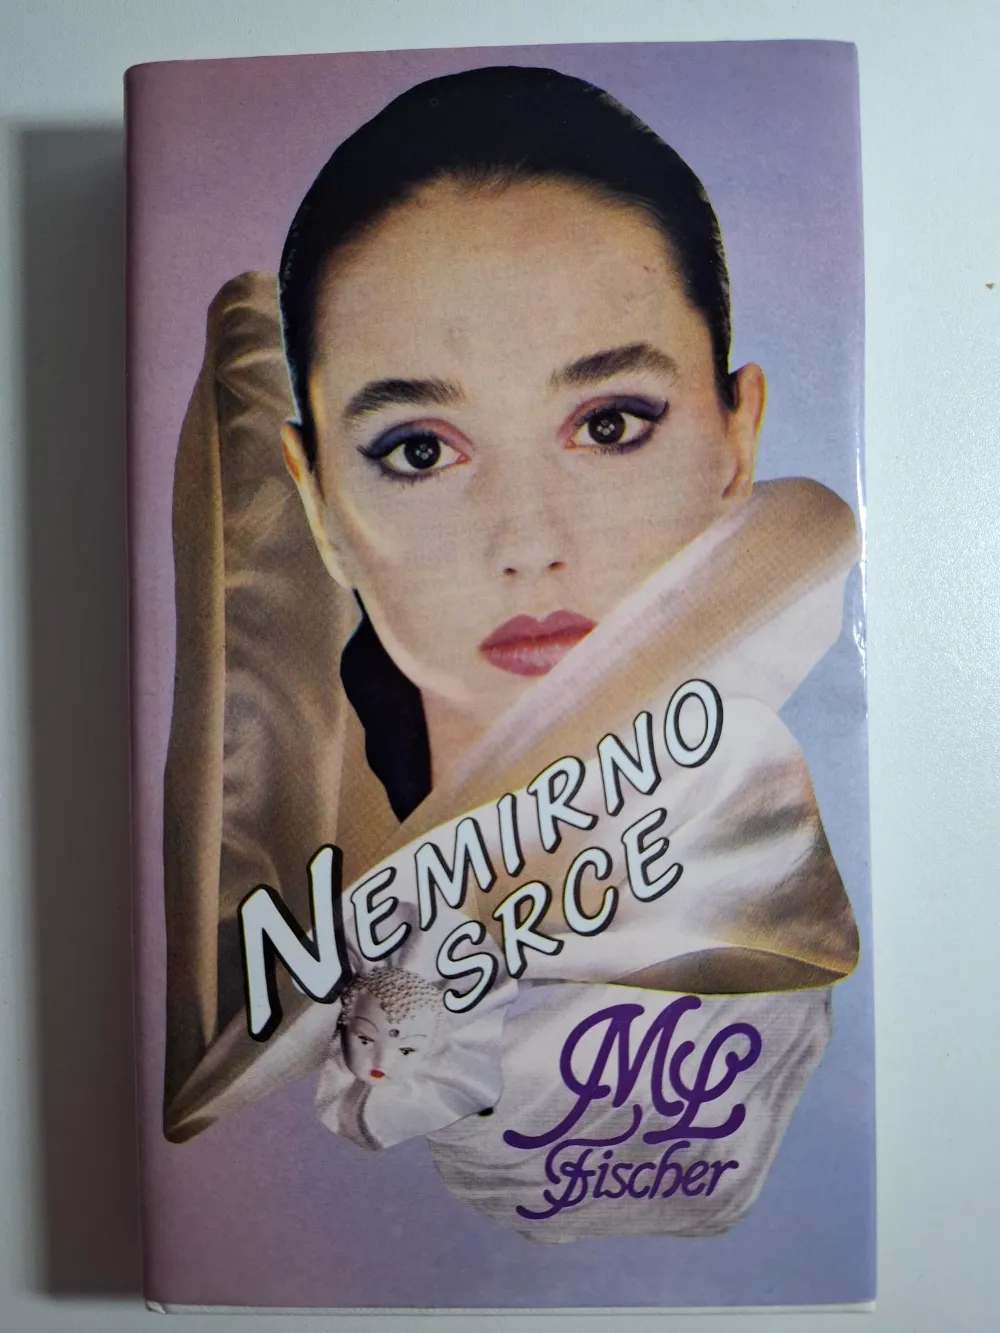 NEMIRNO
SRCE
ML
Fischer